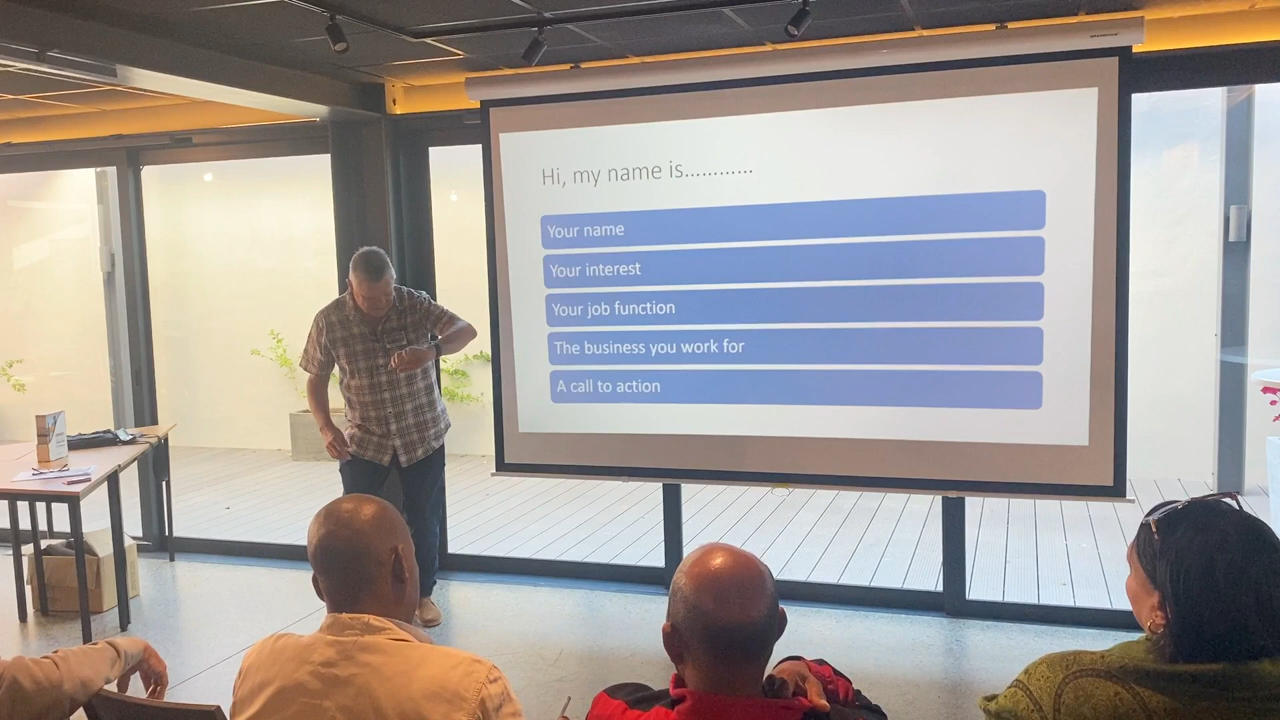 Hi, my name is............
Your name
Your interest
Your job function
The business you work for
A call to action